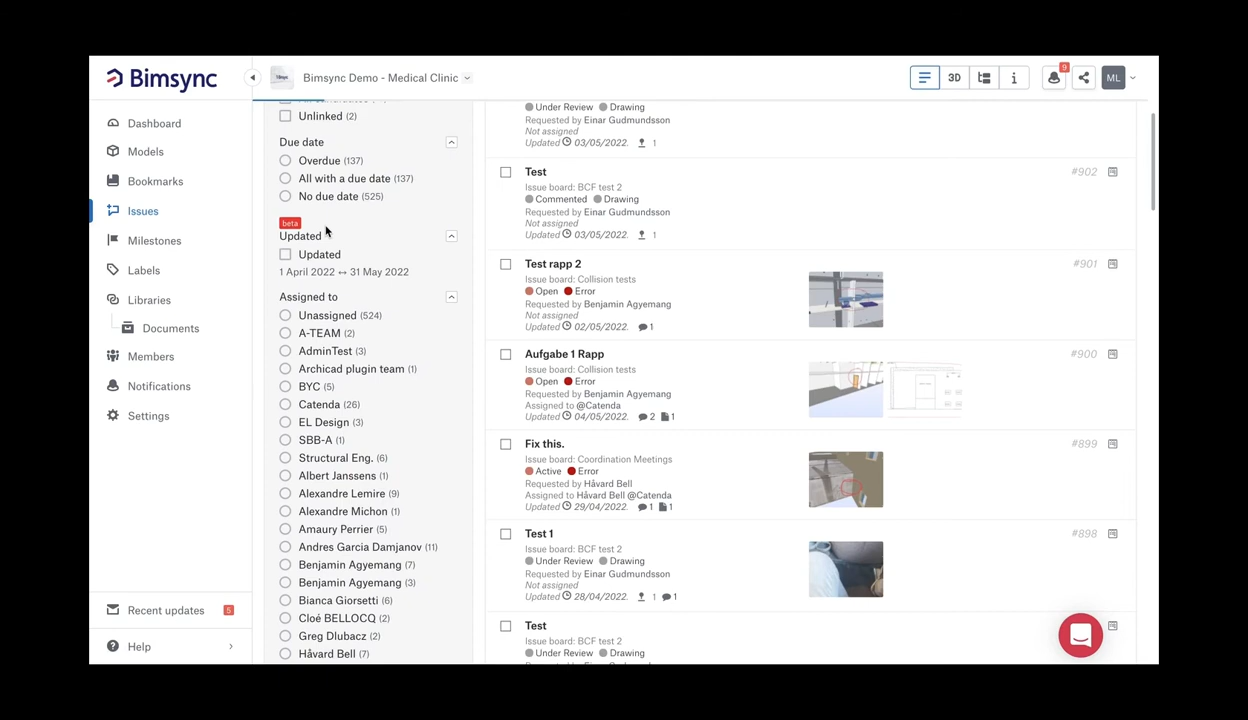 Bimsync
Bimsync Demo - Medical Clinic
3D
9
ML
Dashboard
Models
Bookmarks
Issues
Milestones
Labels
Libraries
Documents
Members
Notifications
Settings
Recent updates 5
Help
Unlinked (2)
Due date
Overdue (137)
All with a due date (137)
No due date (525)
beta
Updated
Updated
1 April 2022 ↔ 31 May 2022
Assigned to
Unassigned (524)
A-TEAM (2)
AdminTest (3)
Archicad plugin team (1)
BYC (5)
Catenda (26)
EL Design (3)
SBB-A (1)
Structural Eng. (6)
Albert Janssens (1)
Alexandre Lemire (9)
Alexandre Michon (1)
Amaury Perrier (5)
Andres Garcia Damjanov (11)
Benjamin Agyemang (7)
Benjamin Agyemang (3)
Bianca Giorsetti (6)
Cloé BELLOCQ (2)
Greg Dlubacz (2)
Håvard Bell (7)
Under Review Drawing
Requested by Einar Gudmundsson
Not assigned
Updated 03/05/2022. 1
Test #902
Issue board: BCF test 2
Commented Drawing
Requested by Einar Gudmundsson
Not assigned
Updated 03/05/2022. 1
Test rapp 2 #901
Issue board: Collision tests
Open Error
Requested by Benjamin Agyemang
Not assigned
Updated 02/05/2022. 1
Aufgabe 1 Rapp #900
Issue board: Collision tests
Open Error
Requested by Benjamin Agyemang
Assigned to @Catenda
Updated 04/05/2022. 2 1
Fix this. #899
Issue board: Coordination Meetings
Active Error
Requested by Håvard Bell
Assigned to Håvard Bell @Catenda
Updated 29/04/2022. 1 1
Test 1 #898
Issue board: BCF test 2
Under Review Drawing
Requested by Einar Gudmundsson
Not assigned
Updated 28/04/2022. 1 1
Test
Issue board: BCF test 2
Under Review Drawing